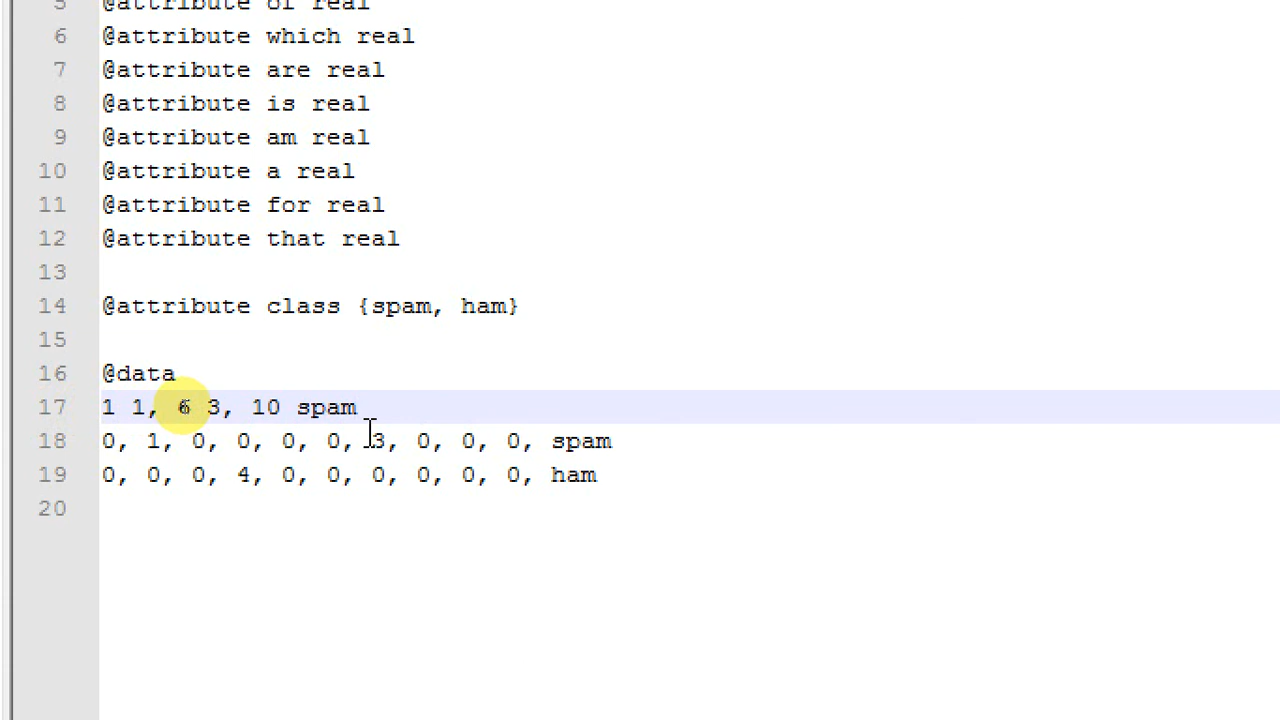 5 @attribute of real
6 @attribute which real
7 @attribute are real
8 @attribute is real
9 @attribute am real
10 @attribute a real
11 @attribute for real
12 @attribute that real
13
14 @attribute class {spam, ham}
15
16 @data
17 1 1, 6 3, 10 spam
18 0, 1, 0, 0, 0, 0, 3, 0, 0, 0, spam
19 0, 0, 0, 4, 0, 0, 0, 0, 0, 0, ham
20